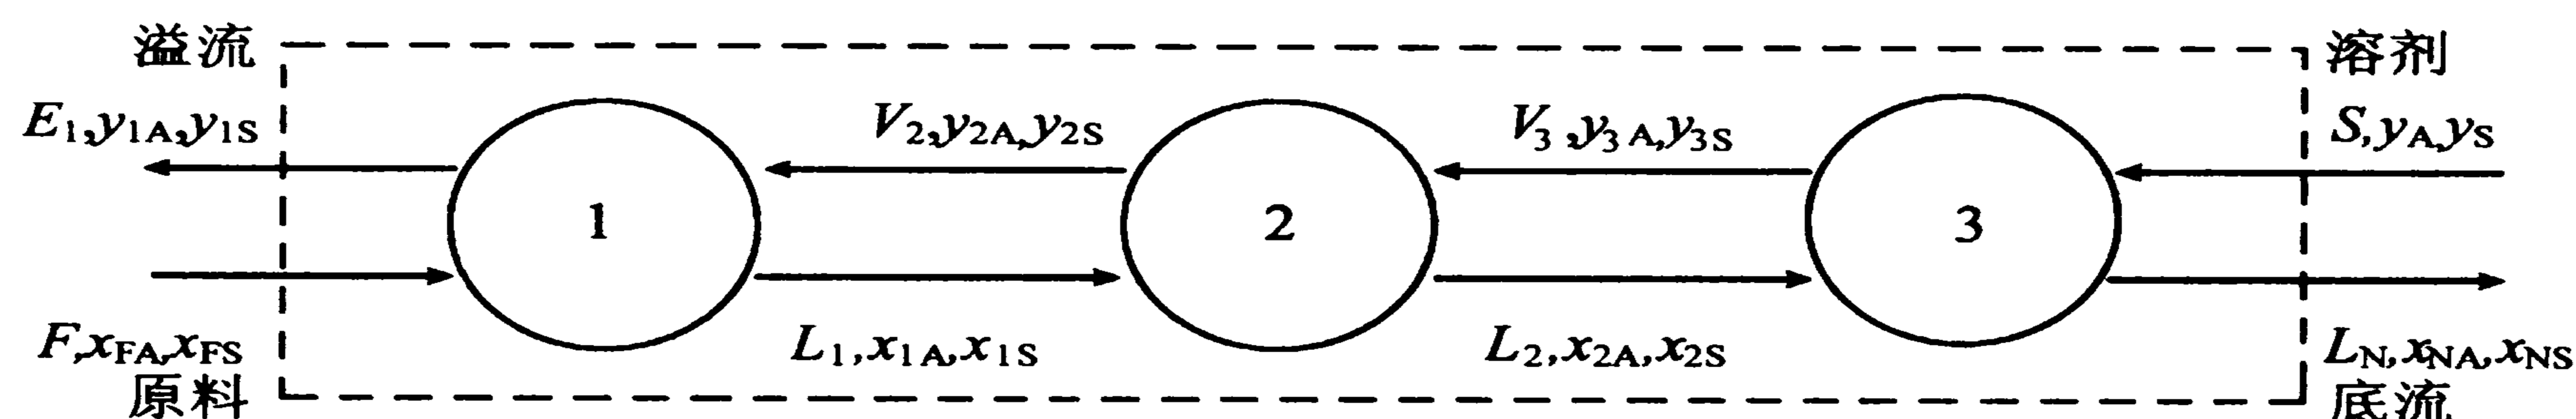 溢流
溶剂
E₁,y₁A,y₁S
V₂,y₂A,y₂S
V₃,y₃A,y₃S
S,yA,yS
1
2
3
F,xFA,xFS
L₁,x₁A,x₁S
L₂,x₂A,x₂S
LN,xNA,xNS
原料
底流